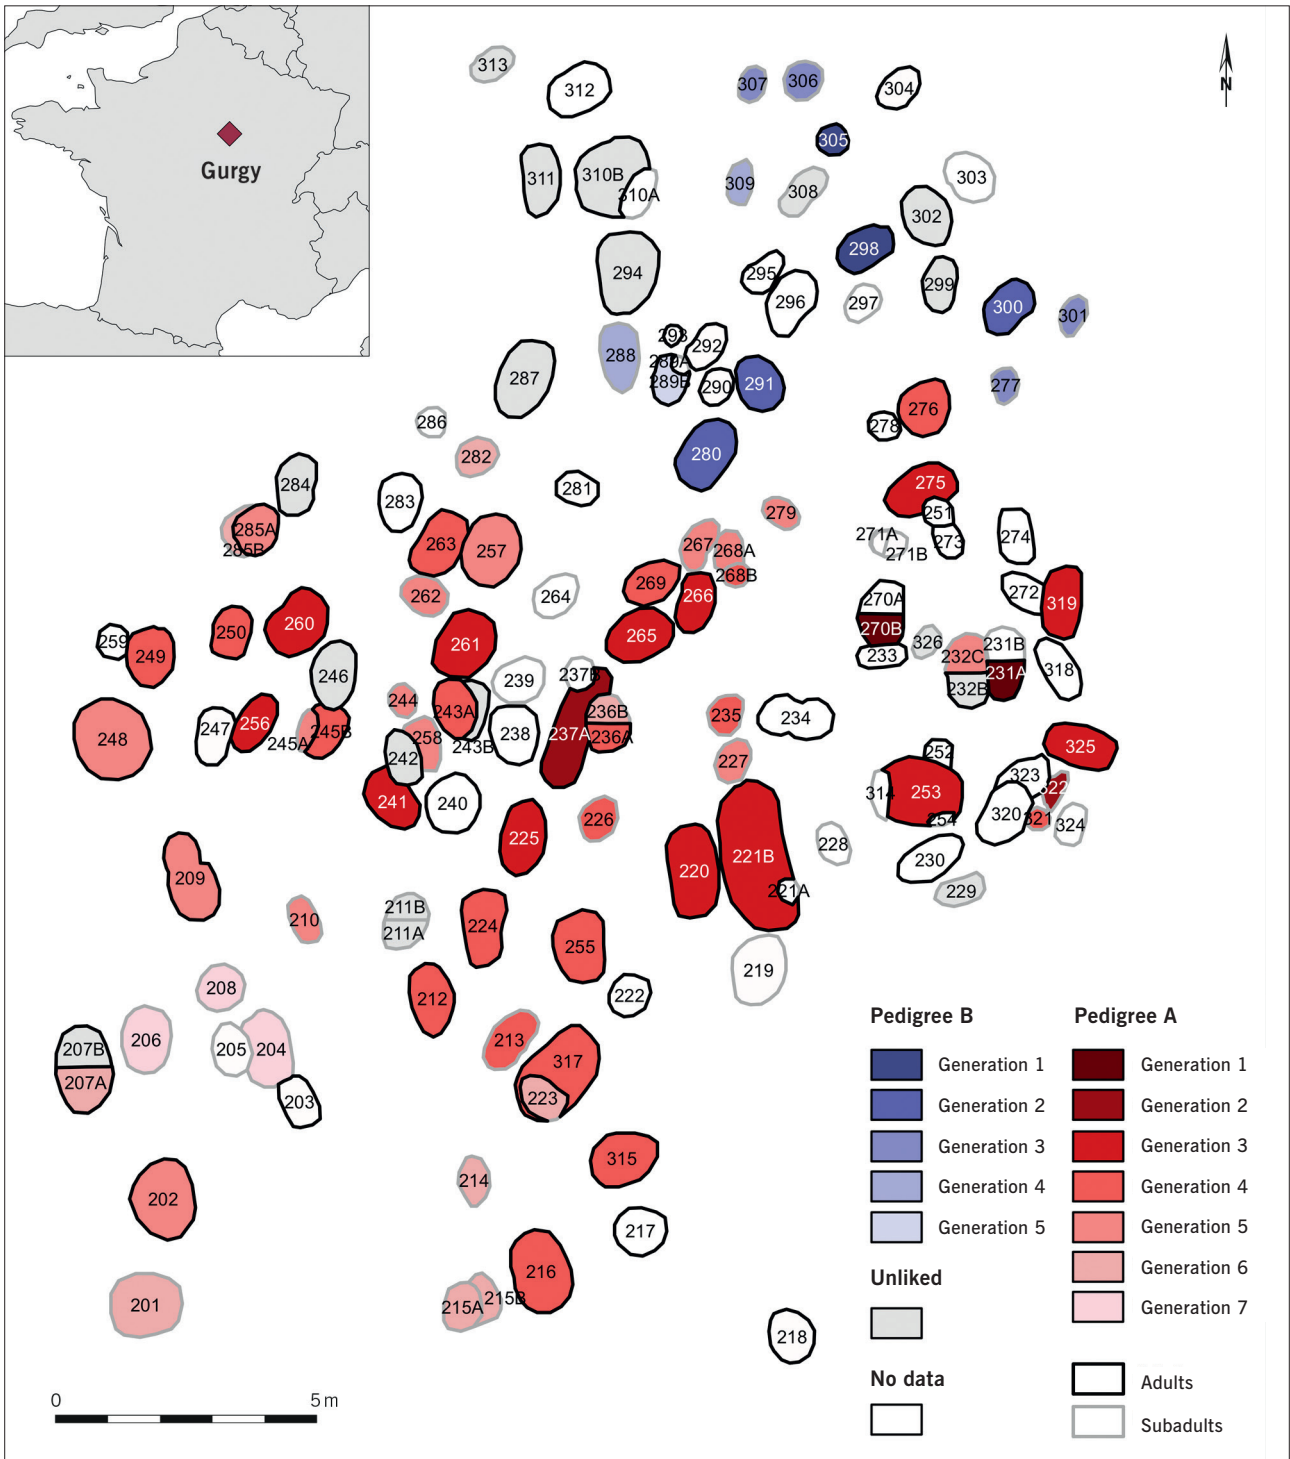 Gurgy
N
313
312
307
306
304
305
311
310B
310A
309
308
303
302
298
294
295
296
297
299
300
301
293
292
288
289A
289B
290
291
287
277
276
278
286
282
280
284
283
281
275
251
279
285A
285B
263
257
267
268A
268B
271A
271B
273
274
262
264
269
266
270A
270B
272
319
260
250
259
249
261
265
233
326
232C
231B
231A
232B
318
246
239
237B
244
243A
243B
236B
236A
237A
235
234
248
247
256
245A
245B
242
258
238
227
252
325
241
240
314
253
254
323
322
320
321
324
225
226
228
230
229
209
220
221B
221A
210
211B
211A
224
255
219
212
222
208
206
205
204
207B
207A
203
213
317
223
315
214
202
217
216
201
215A
215B
218
Pedigree B
Pedigree A
Generation 1
Generation 1
Generation 2
Generation 2
Generation 3
Generation 3
Generation 4
Generation 4
Generation 5
Generation 5
Generation 6
Generation 7
Unliked
No data
Adults
Subadults
0
5 m